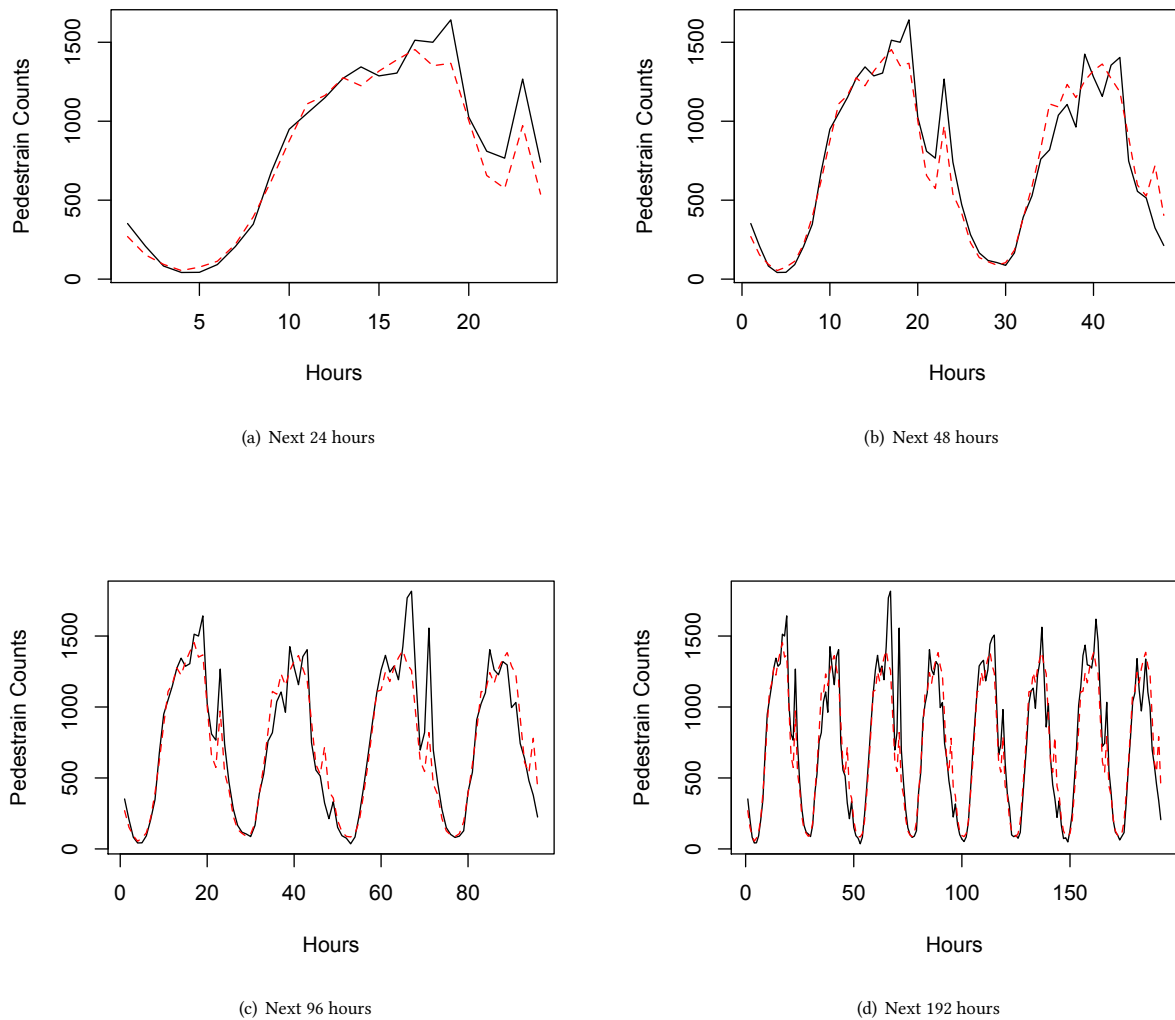 Pedestrain Counts
0 500 1000 1500
5 10 15 20
Hours
(a) Next 24 hours
Pedestrain Counts
0 500 1000 1500
0 10 20 30 40
Hours
(b) Next 48 hours
Pedestrain Counts
0 500 1000 1500
0 20 40 60 80
Hours
(c) Next 96 hours
Pedestrain Counts
0 500 1000 1500
0 50 100 150
Hours
(d) Next 192 hours